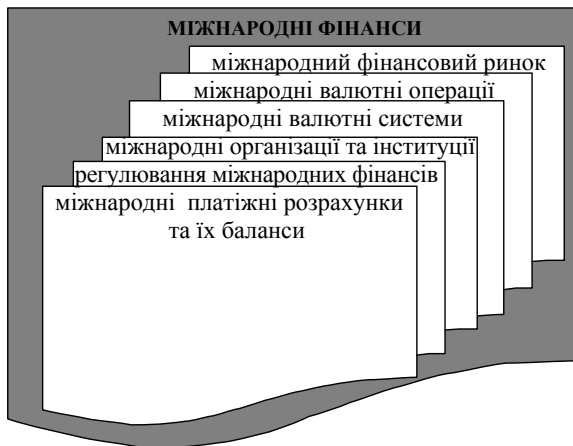 МІЖНАРОДНІ ФІНАНСИ
міжнародний фінансовий ринок
міжнародні валютні операції
міжнародні валютні системи
міжнародні організації та інституції
регулювання міжнародних фінансів
міжнародні платіжні розрахунки
та їх баланси